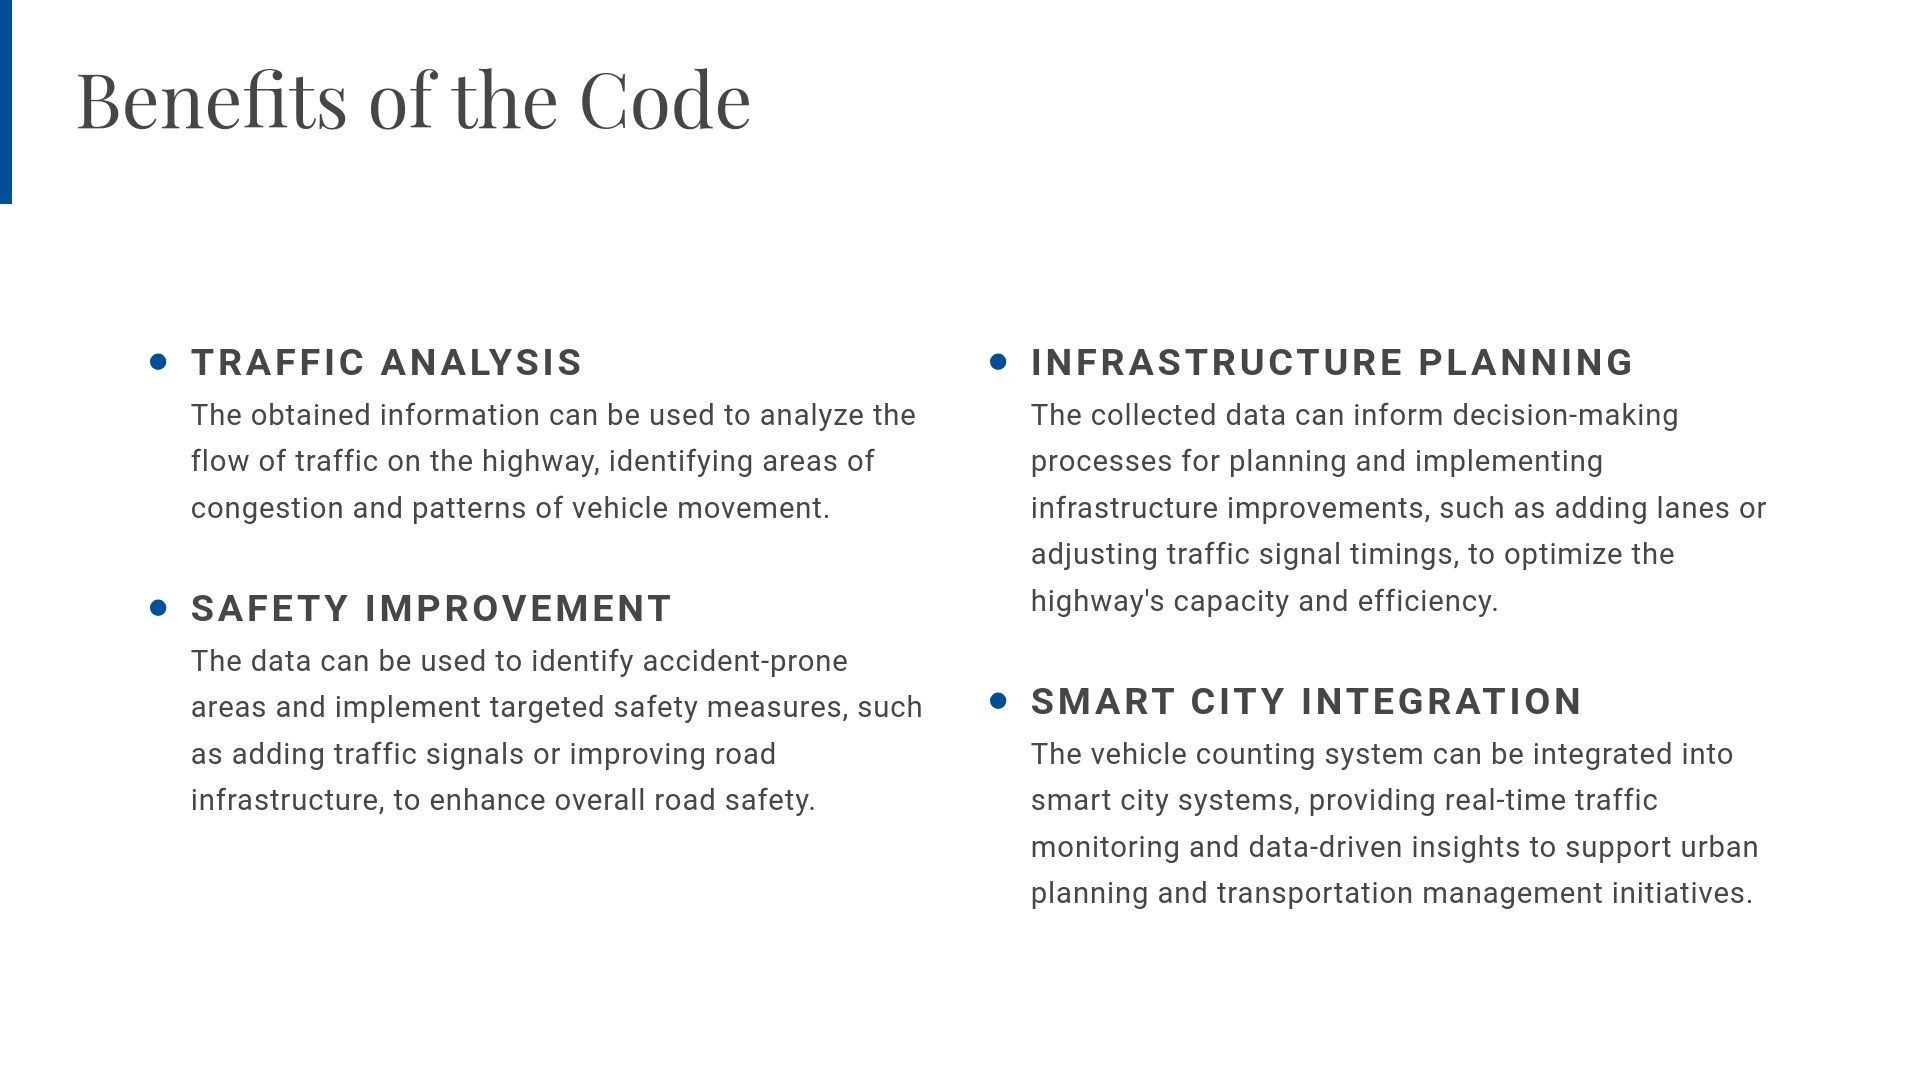 Benefits of the Code
TRAFFIC ANALYSIS
The obtained information can be used to analyze the
flow of traffic on the highway, identifying areas of
congestion and patterns of vehicle movement.
SAFETY IMPROVEMENT
The data can be used to identify accident-prone
areas and implement targeted safety measures, such
as adding traffic signals or improving road
infrastructure, to enhance overall road safety.
INFRASTRUCTURE PLANNING
The collected data can inform decision-making
processes for planning and implementing
infrastructure improvements, such as adding lanes or
adjusting traffic signal timings, to optimize the
highway's capacity and efficiency.
SMART CITY INTEGRATION
The vehicle counting system can be integrated into
smart city systems, providing real-time traffic
monitoring and data-driven insights to support urban
planning and transportation management initiatives.